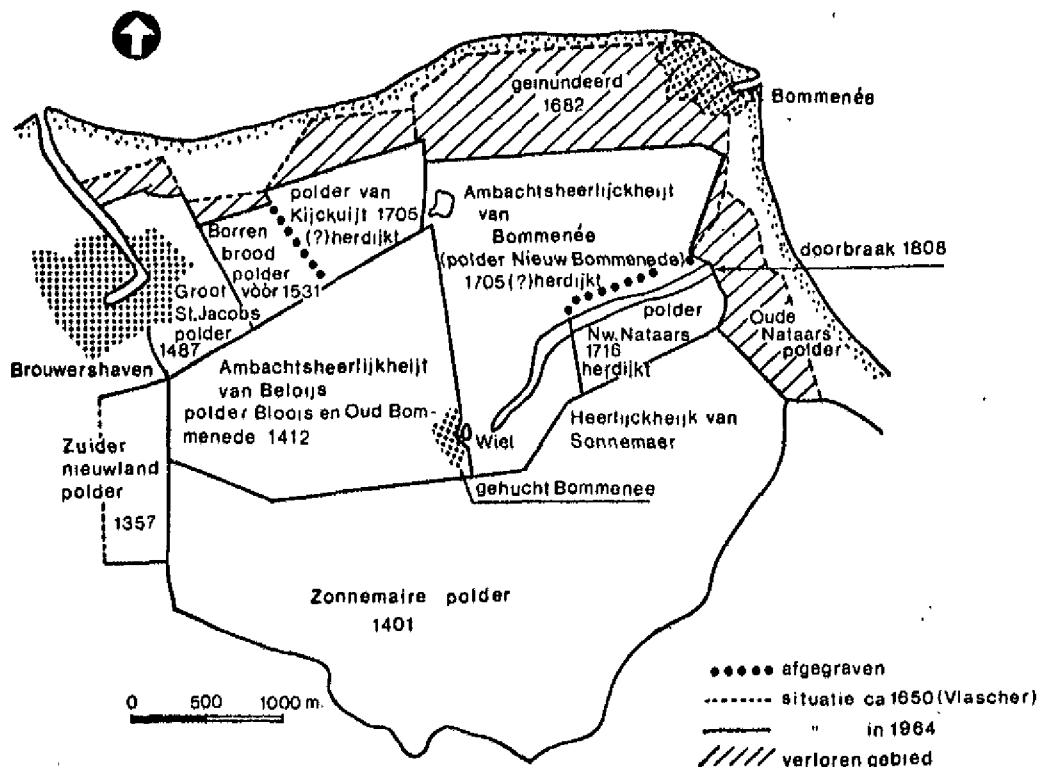 geinundeerd
1682
Bommenée
polder van
Kijckuijt 1705
(?)herdijkt
Ambachtsheerlijckheijt
van
Bommenée
(polder Nieuw Bommenede)
1705(?)herdijkt
doorbraak 1808
Borren
brood
polder
vòòr 1531
Groot
St.Jacobs
polder
1487
Brouwershaven
polder
Nw. Nataars
1716
herdijkt
Oude
Nataars
polder
Ambachtsheerlijkheijt
van Beloijs
polder Bloois en Oud Bom-
menede 1412
Heerlijckheijk van
Sonnemaer
Wiel
gehucht Bommenee
Zuider
nieuwland
polder
1357
Zonnemaire polder
1401
0 500 1000 m.
afgegraven
situatie ca 1650 (Vlascher)
" in 1964
verloren gebied